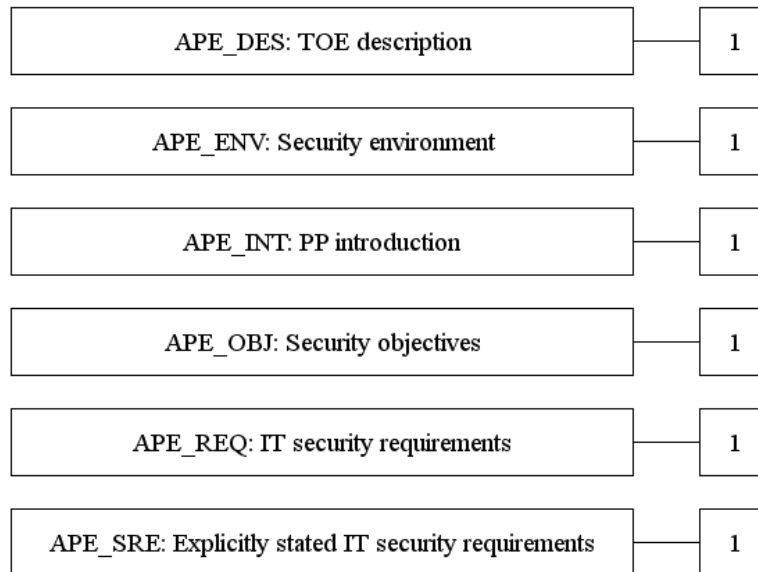 APE_DES: TOE description 1
APE_ENV: Security environment 1
APE_INT: PP introduction 1
APE_OBJ: Security objectives 1
APE_REQ: IT security requirements 1
APE_SRE: Explicitly stated IT security requirements 1